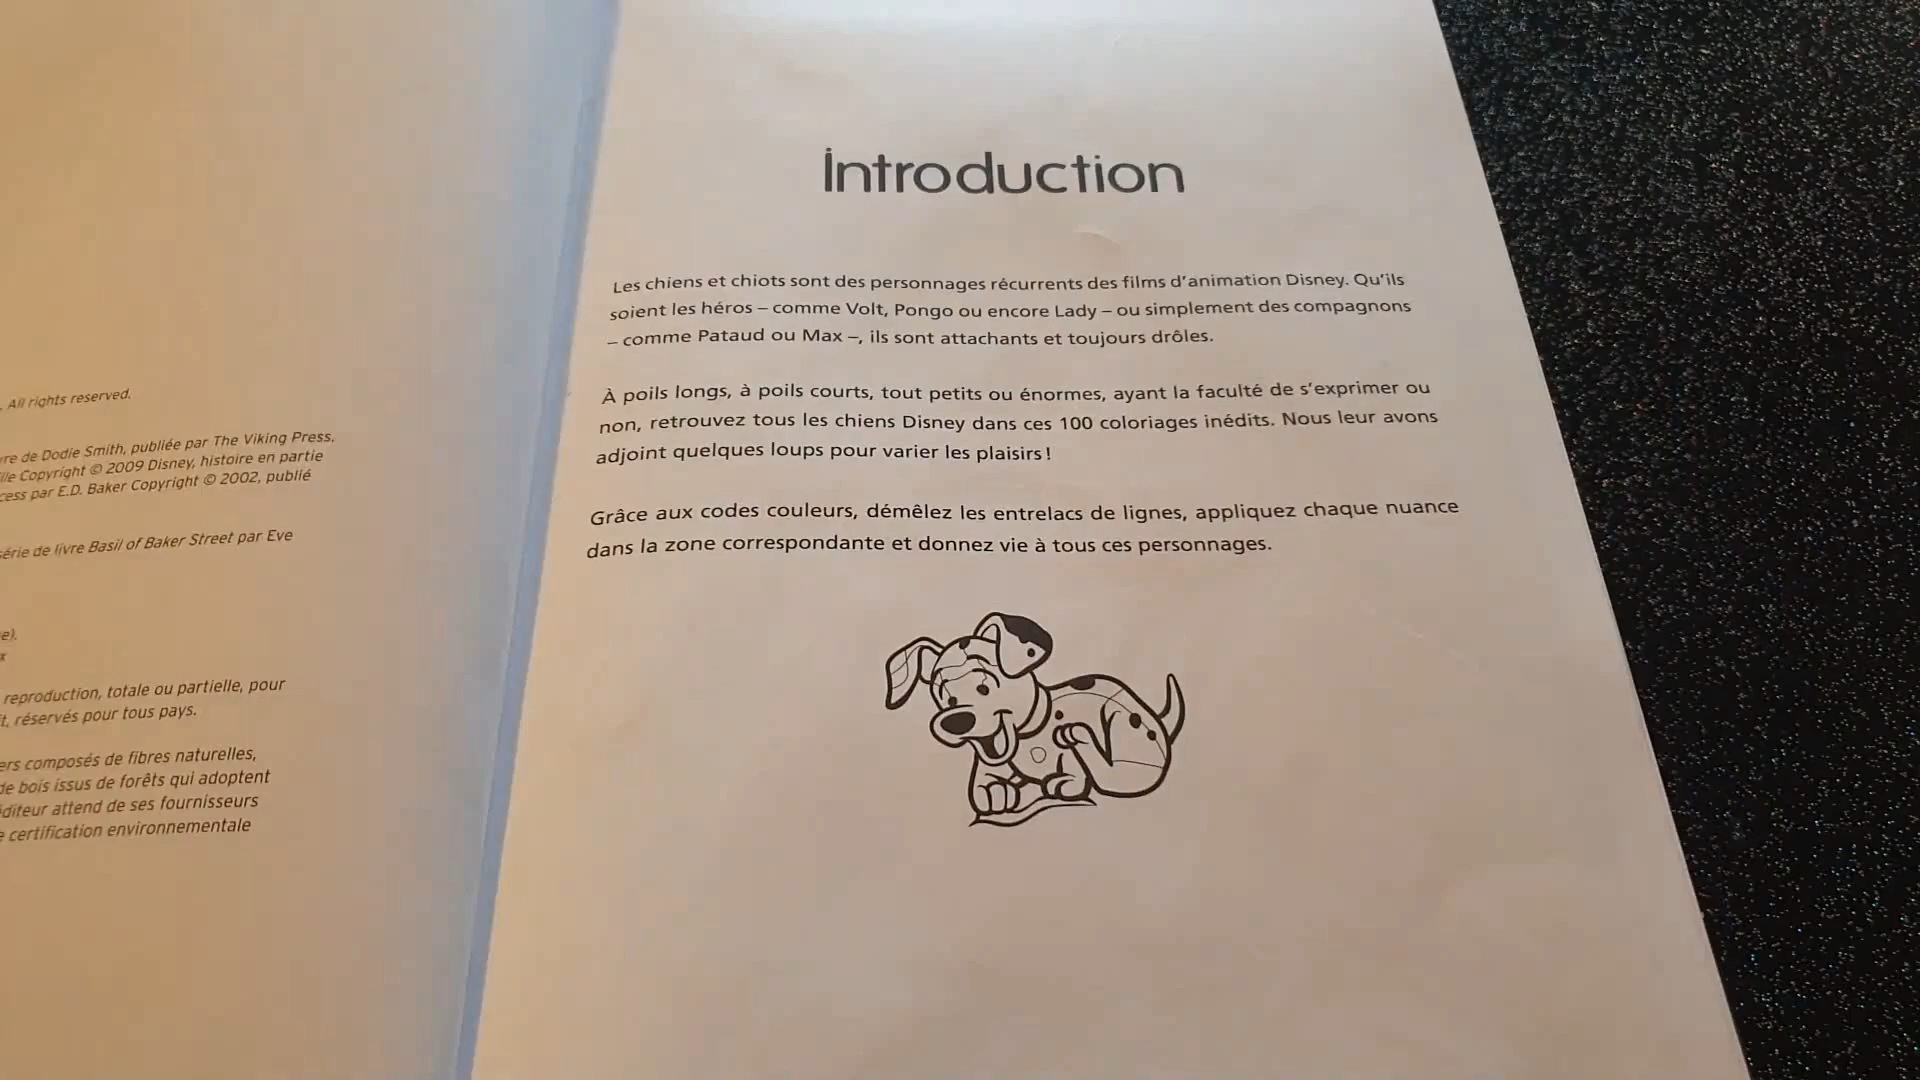 . All rights reserved.
de Dodie Smith, publiée par The Viking Press,
Copyright © 2009 Disney, histoire en partie
par E.D. Baker Copyright © 2002, publié
de livre Basil of Baker Street par Eve
reproduction, totale ou partielle, pour
réservés pour tous pays.
composés de fibres naturelles,
de bois issus de forêts qui adoptent
attend de ses fournisseurs
certification environnementale
Introduction
Les chiens et chiots sont des personnages récurrents des films d'animation Disney. Qu'ils
soient les héros – comme Volt, Pongo ou encore Lady – ou simplement des compagnons
– comme Pataud ou Max –, ils sont attachants et toujours drôles.
À poils longs, à poils courts, tout petits ou énormes, ayant la faculté de s'exprimer ou
non, retrouvez tous les chiens Disney dans ces 100 coloriages inédits. Nous leur avons
adjoint quelques loups pour varier les plaisirs !
Grâce aux codes couleurs, démêlez les entrelacs de lignes, appliquez chaque nuance
dans la zone correspondante et donnez vie à tous ces personnages.